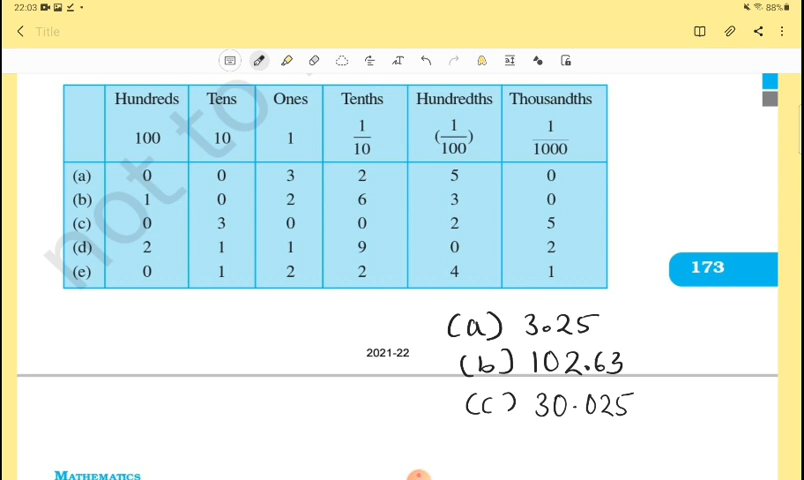 22:03 88%
Title
Hundreds Tens Ones Tenths Hundredths Thousandths
100 10 1 1/10 (1/100) 1/1000
(a) 0 0 3 2 5 0
(b) 1 0 2 6 3 0
(c) 0 3 0 0 2 5
(d) 2 1 1 9 0 2
(e) 0 1 2 2 4 1
not to
173
(a) 3.25
2021-22
(b) 102.63
(c) 30.025
MATHEMATICS